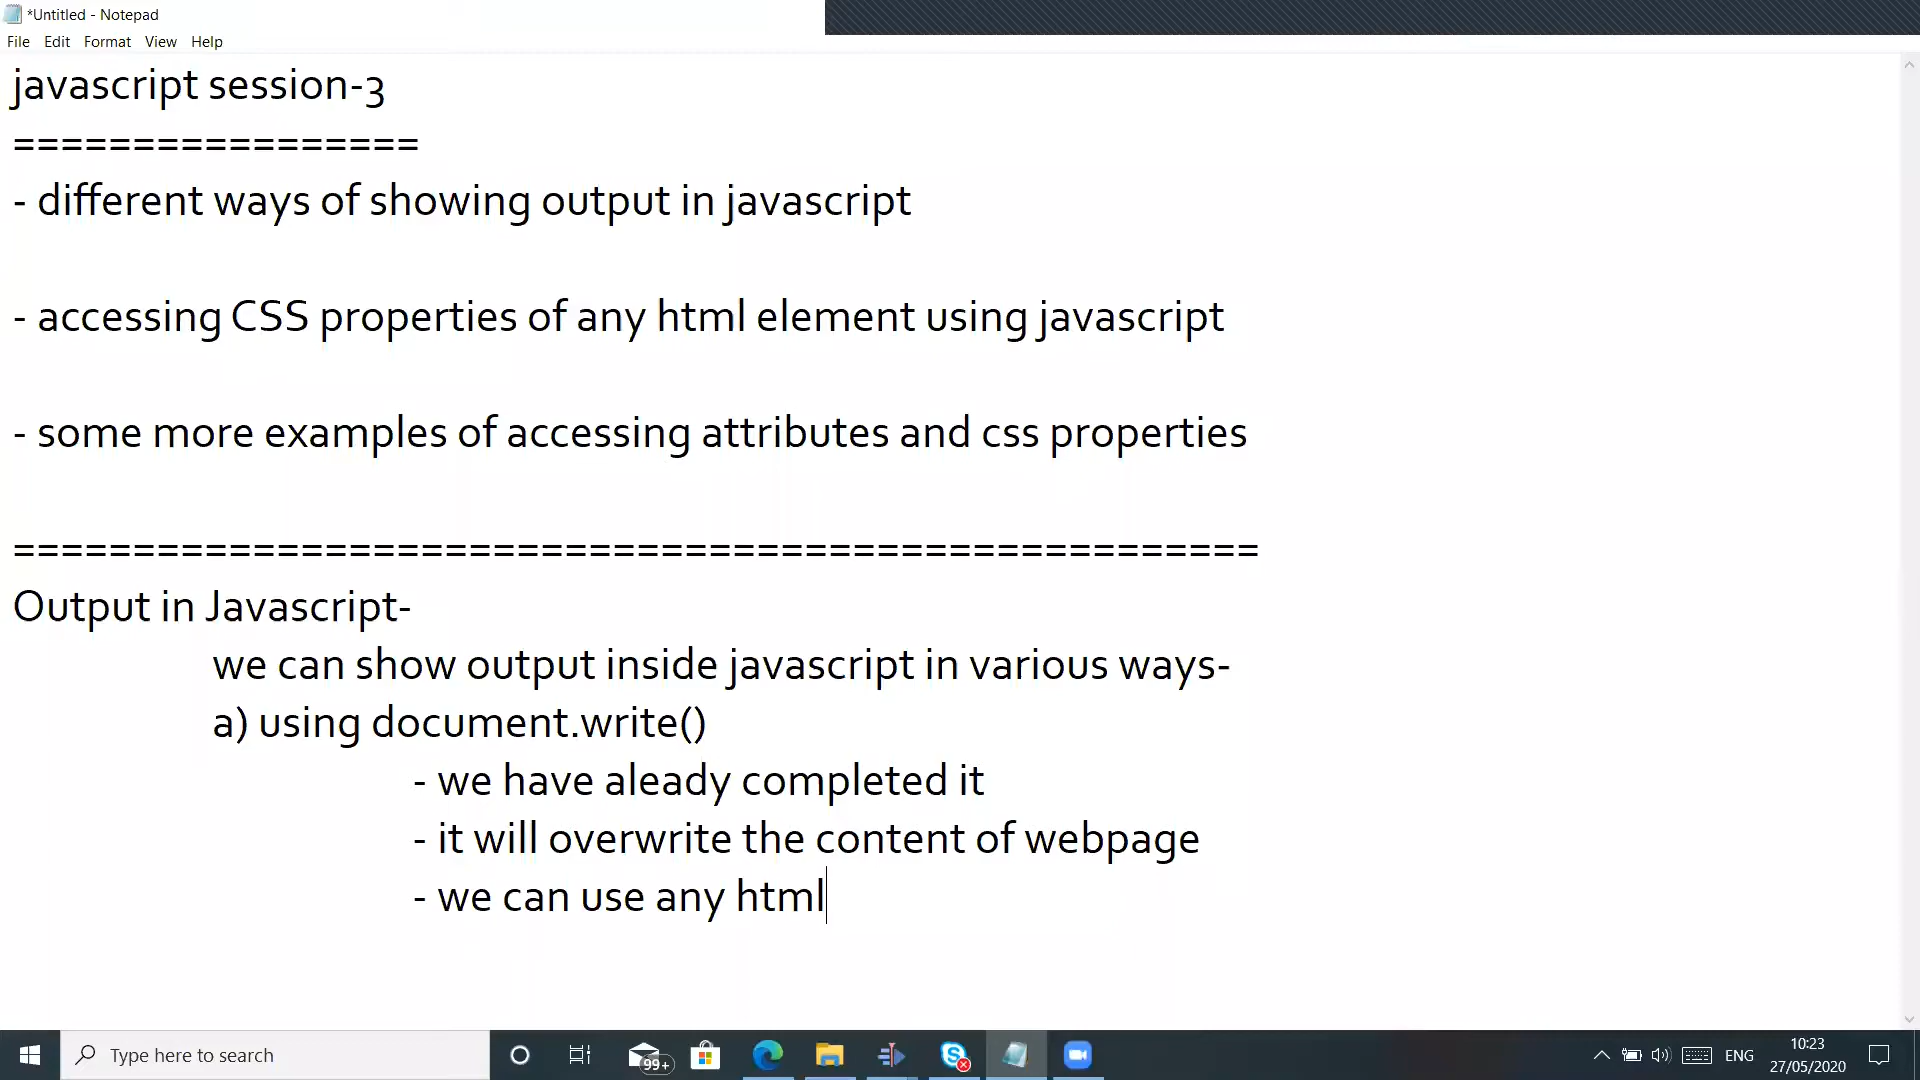 *Untitled - Notepad
File Edit Format View Help
javascript session-3
=================
- different ways of showing output in javascript
- accessing CSS properties of any html element using javascript
- some more examples of accessing attributes and css properties
====================================================
Output in Javascript-
we can show output inside javascript in various ways-
a) using document.write()
- we have aleady completed it
- it will overwrite the content of webpage
- we can use any html
Type here to search
99+
ENG
10:23
27/05/2020